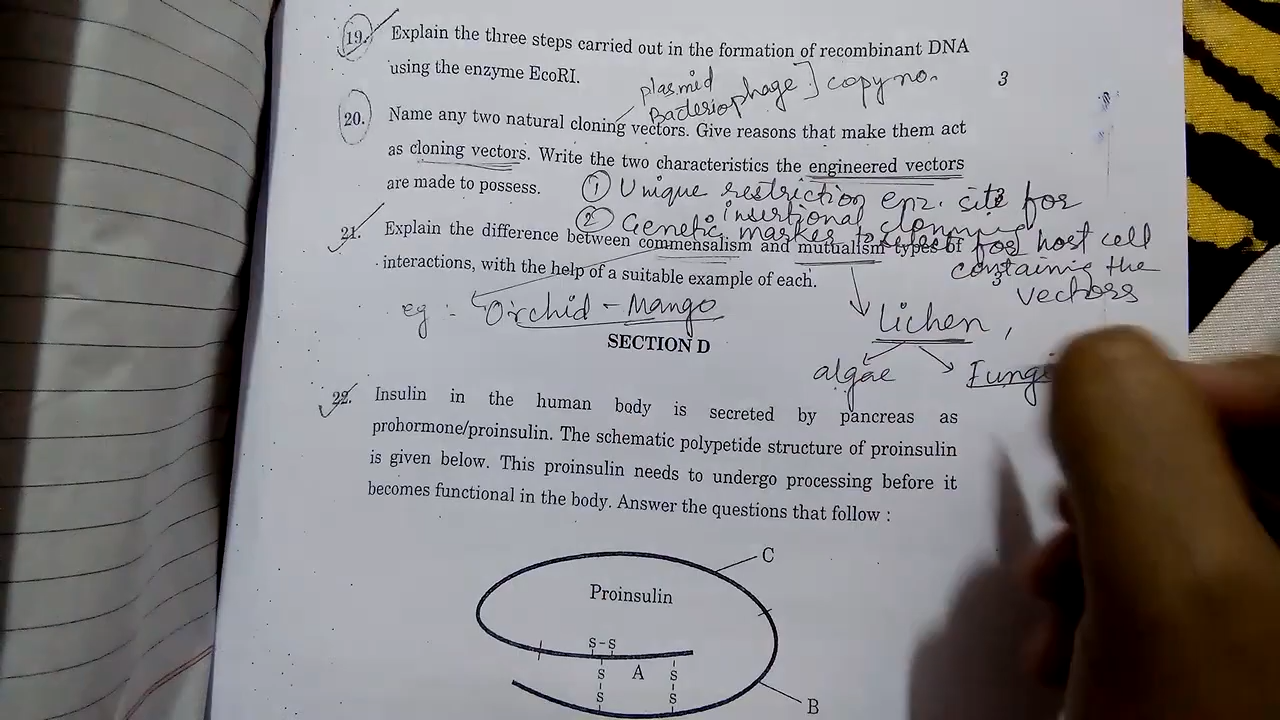 19. Explain the three steps carried out in the formation of recombinant DNA
using the enzyme EcoRI.
3
plasmid
Bacteriophage ] copy no.
20. Name any two natural cloning vectors. Give reasons that make them act
as cloning vectors. Write the two characteristics the engineered vectors
are made to possess.
① Unique restriction enz. site for
insertional
② Genetic marker
for host cell
containing the
vectors
3
21. Explain the difference between commensalism and mutualism types of
interactions, with the help of a suitable example of each.
3
eg :- Orchid - Mango
Lichen ,
algae
Fungi
SECTION D
22. Insulin in the human body is secreted by pancreas as
prohormone/proinsulin. The schematic polypetide structure of proinsulin
is given below. This proinsulin needs to undergo processing before it
becomes functional in the body. Answer the questions that follow :
C
Proinsulin
S-S
A
S S
S S
B